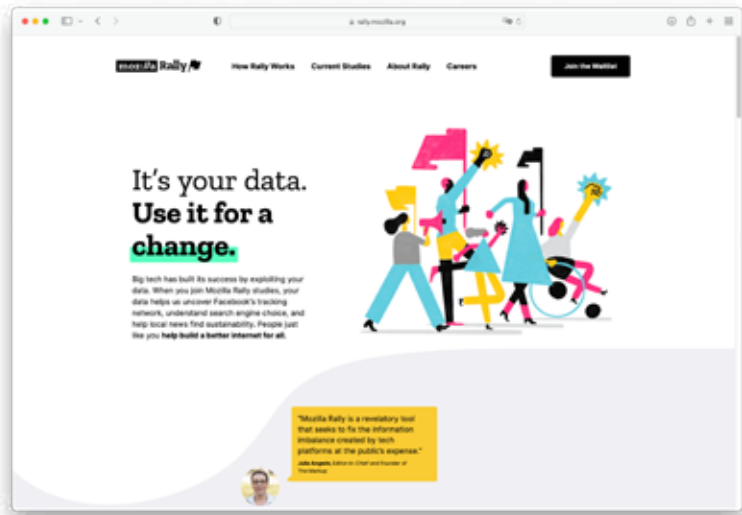 rally.mozilla.org
mozilla Rally
How Rally Works
Current Studies
About Rally
Careers
Join the Waitlist
It's your data.
Use it for a
change.
Big tech has built its success by exploiting your
data. When you join Mozilla Rally studies, your
data helps us uncover Facebook's tracking
network, understand search engine choice, and
help local news find sustainability. People just
like you help build a better internet for all.
"Mozilla Rally is a revelatory tool
that seeks to fix the information
imbalance created by tech
platforms at the public's expense."
Julia Angwin, Editor-in-Chief and Founder of
The Markup